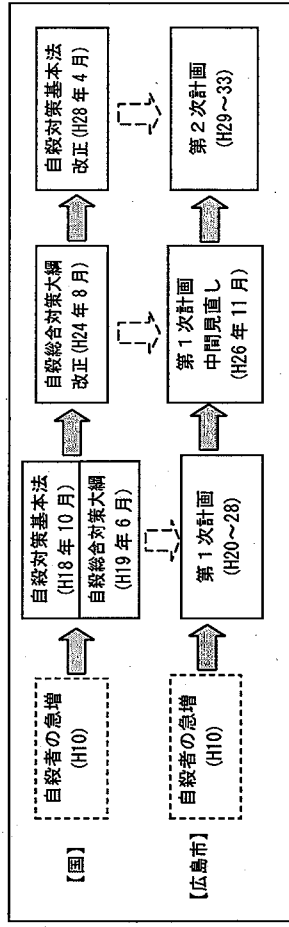 【国】
自殺者の急増
(H10)
自殺対策基本法
(H18年10月)
自殺総合対策大綱
(H19年6月)
自殺総合対策大綱
改正(H24年8月)
自殺対策基本法
改正(H28年4月)
【広島市】
自殺者の急増
(H10)
第1次計画
(H20~28)
第1次計画
中間見直し
(H26年11月)
第2次計画
(H29~33)